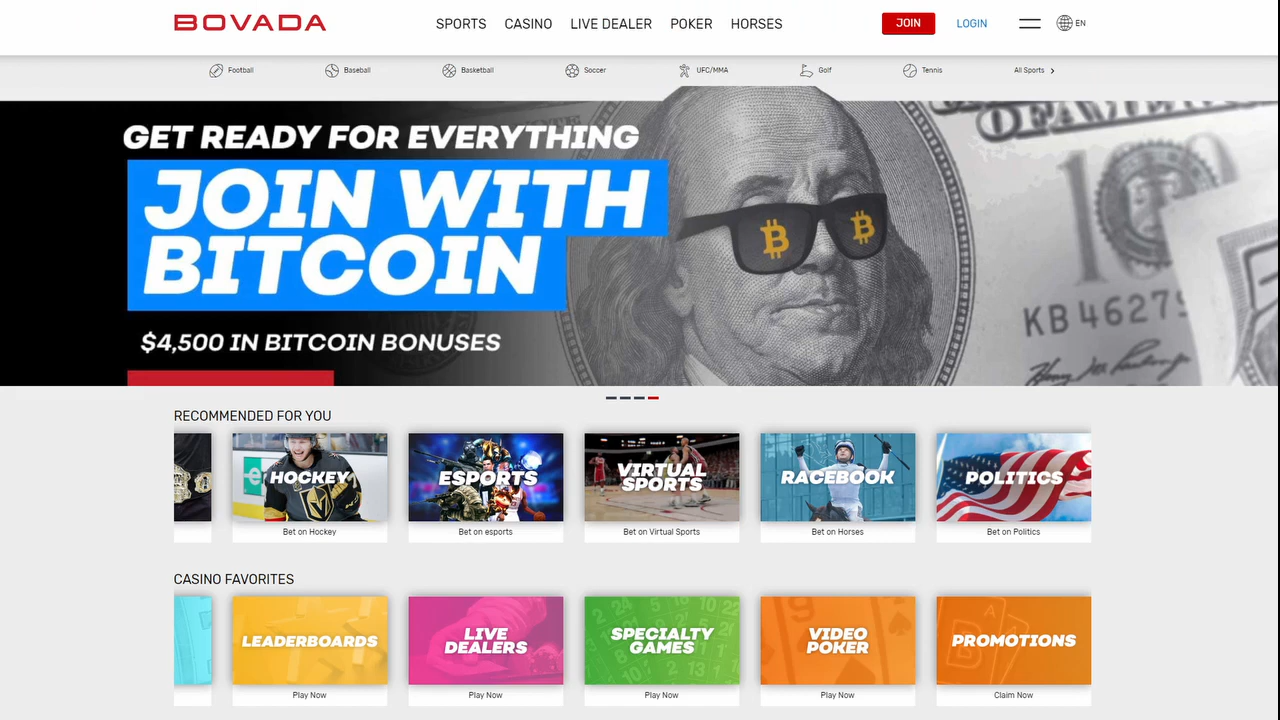 BOVADA
SPORTS CASINO LIVE DEALER POKER HORSES
JOIN LOGIN EN
Football Baseball Basketball Soccer UFC/MMA Golf Tennis All Sports
GET READY FOR EVERYTHING
JOIN WITH
BITCOIN
$4,500 IN BITCOIN BONUSES
KB 46279
RECOMMENDED FOR YOU
HOCKEY
Bet on Hockey
ESPORTS
Bet on esports
VIRTUAL
SPORTS
Bet on Virtual Sports
RACEBOOK
Bet on Horses
POLITICS
Bet on Politics
CASINO FAVORITES
LEADERBOARDS
Play Now
LIVE
DEALERS
Play Now
SPECIALTY
GAMES
Play Now
VIDEO
POKER
Play Now
PROMOTIONS
Claim Now